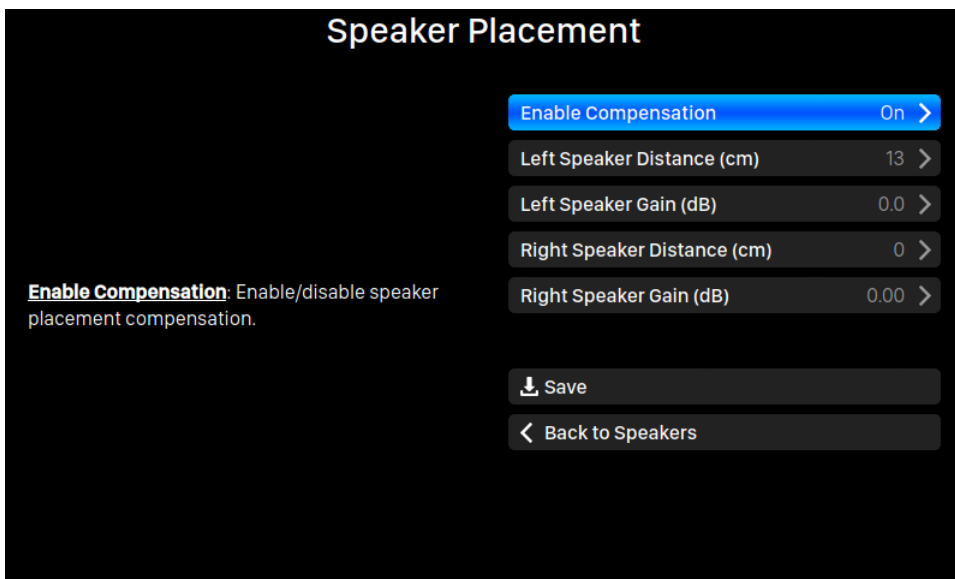 Speaker Placement
Enable Compensation On
Left Speaker Distance (cm) 13
Left Speaker Gain (dB) 0.0
Right Speaker Distance (cm) 0
Right Speaker Gain (dB) 0.00
Enable Compensation: Enable/disable speaker
placement compensation.
Save
Back to Speakers